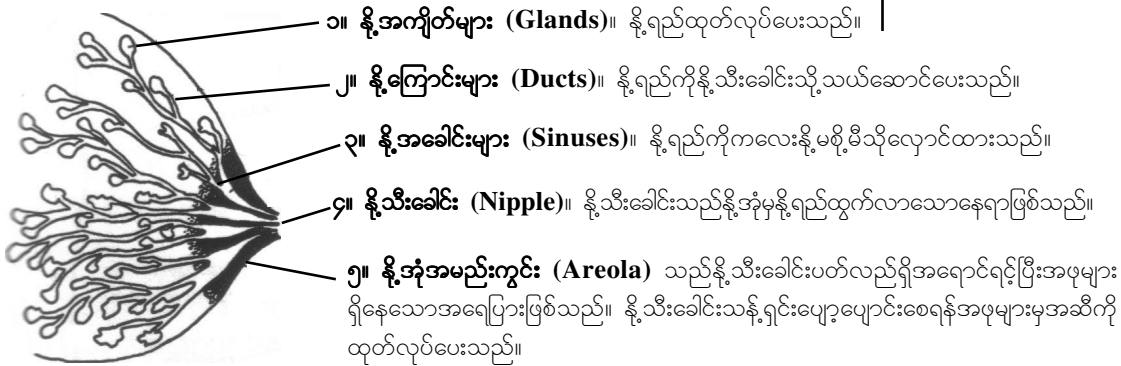 ၁။ နို့အကျိတ်များ (Glands)။ နို့ရည်ထုတ်လုပ်ပေးသည်။
၂။ နို့ကြောင်းများ (Ducts)။ နို့ရည်ကိုနို့သီးခေါင်းသို့သယ်ဆောင်ပေးသည်။
၃။ နို့အခေါင်းများ (Sinuses)။ နို့ရည်ကိုကလေးနို့မစို့မီသိုလှောင်ထားသည်။
၄။ နို့သီးခေါင်း (Nipple)။ နို့သီးခေါင်းသည်နို့အုံမှနို့ရည်ထွက်လာသောနေရာဖြစ်သည်။
၅။ နို့အုံအမည်းကွင်း (Areola) သည်နို့သီးခေါင်းပတ်လည်ရှိအရောင်ရင့်ပြီးအဖုများ
ရှိနေသောအရေပြားဖြစ်သည်။ နို့သီးခေါင်းသန့်ရှင်းပျော့ပျောင်းစေရန်အဖုများမှအဆီကို
ထုတ်လုပ်ပေးသည်။